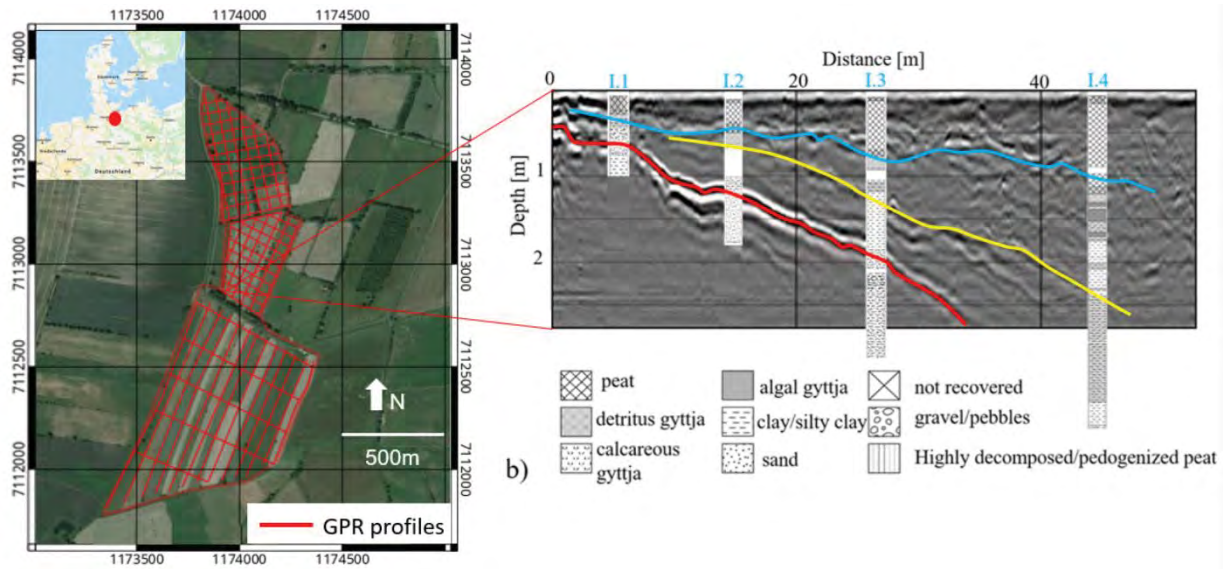 1173500
1174000
1174500
7114000
7113500
7113000
7112500
7112000
7114000
7113500
7113000
7112500
7112000
Deutschland
N
500m
GPR profiles
1173500
1174000
1174500
Distance [m]
0
20
40
I.1
I.2
I.3
I.4
Depth [m]
1
2
peat
algal gyttja
not recovered
detritus gyttja
clay/silty clay
gravel/pebbles
calcareous
gyttja
sand
Highly decomposed/pedogenized peat
b)